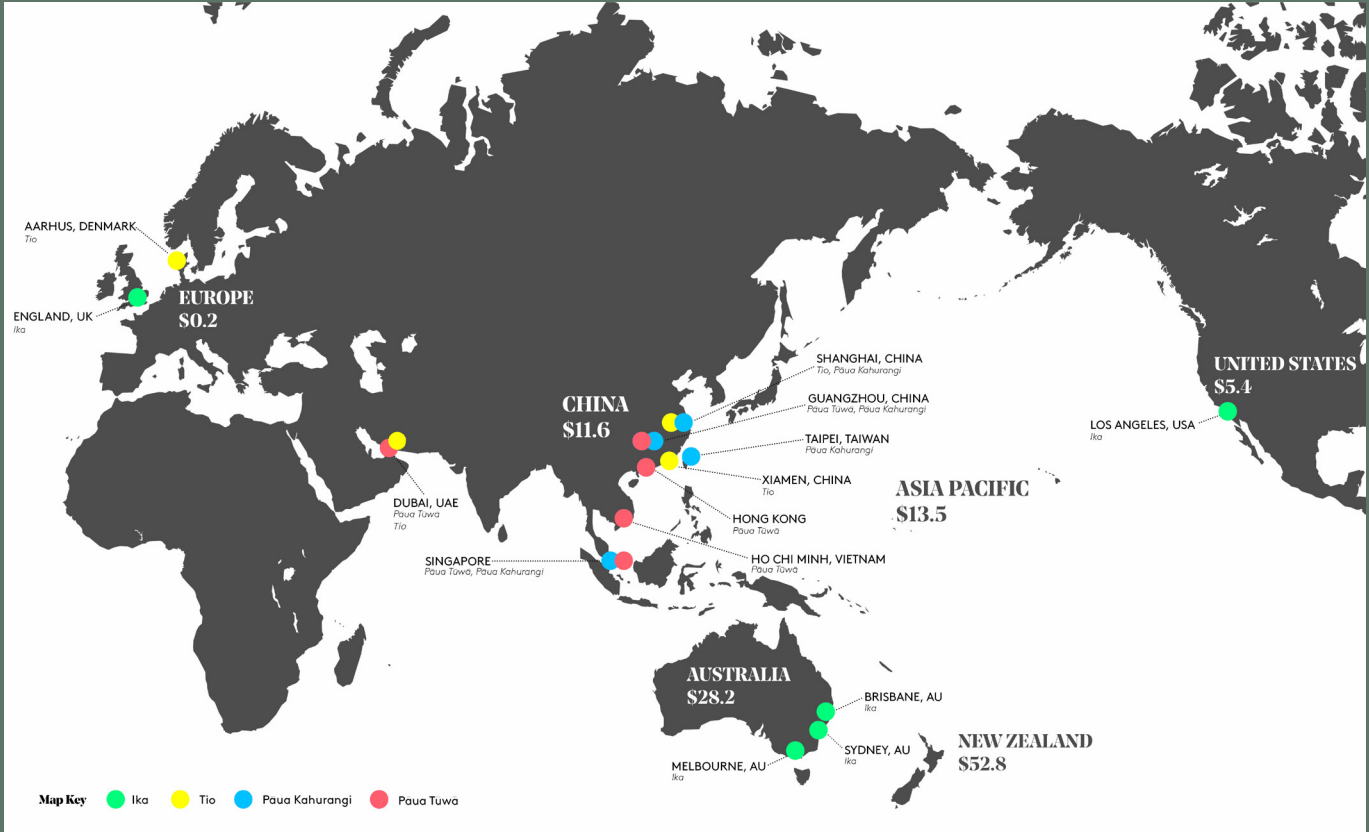 AARHUS, DENMARK
Tio
ENGLAND, UK
Ika
EUROPE
$0.2
SHANGHAI, CHINA
Tio, Pāua Kahurangi
GUANGZHOU, CHINA
Pāua Tūwā, Pāua Kahurangi
CHINA
$11.6
TAIPEI, TAIWAN
Pāua Kahurangi
XIAMEN, CHINA
Tio
HONG KONG
Pāua Tūwā
HO CHI MINH, VIETNAM
Pāua Tūwā
DUBAI, UAE
Pāua Tūwā
Tio
SINGAPORE
Pāua Tūwā, Pāua Kahurangi
ASIA PACIFIC
$13.5
UNITED STATES
$5.4
LOS ANGELES, USA
Ika
AUSTRALIA
$28.2
BRISBANE, AU
Ika
SYDNEY, AU
Ika
MELBOURNE, AU
Ika
NEW ZEALAND
$52.8
Map Key Ika Tio Pāua Kahurangi Pāua Tūwā